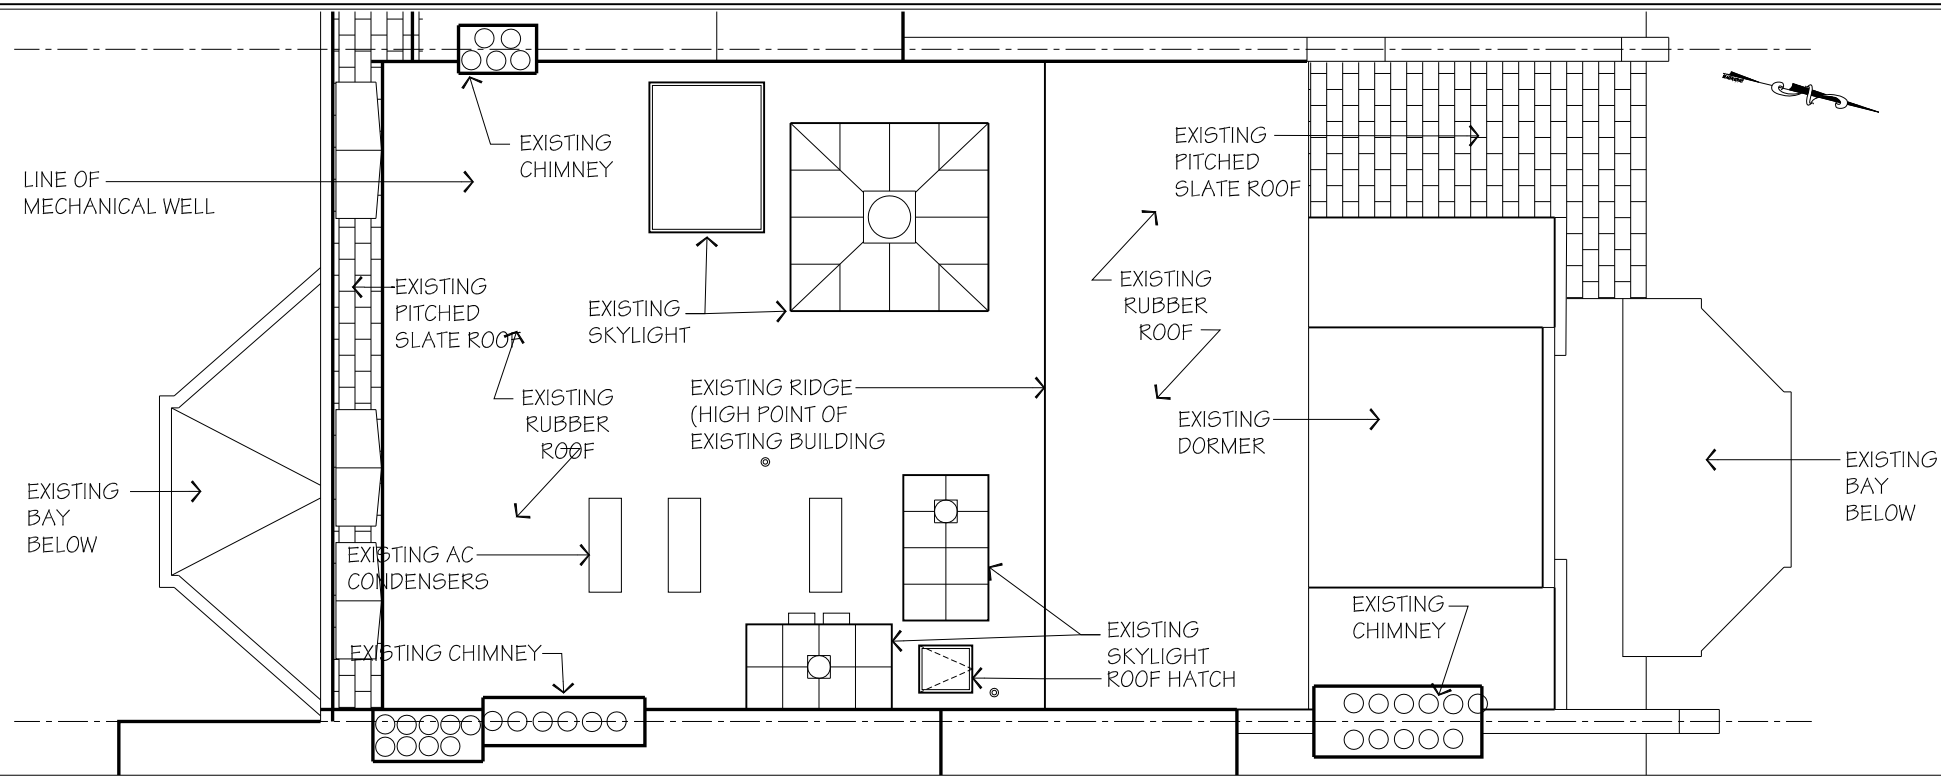 EXISTING
CHIMNEY
LINE OF
MECHANICAL WELL
EXISTING
PITCHED
SLATE ROOF
EXISTING
PITCHED
SLATE ROOF
EXISTING
SKYLIGHT
EXISTING
RUBBER
ROOF
EXISTING
RUBBER
ROOF
EXISTING RIDGE
(HIGH POINT OF
EXISTING BUILDING
EXISTING
DORMER
EXISTING
BAY
BELOW
EXISTING
BAY
BELOW
EXISTING AC
CONDENSERS
EXISTING CHIMNEY
EXISTING
SKYLIGHT
ROOF HATCH
EXISTING
CHIMNEY